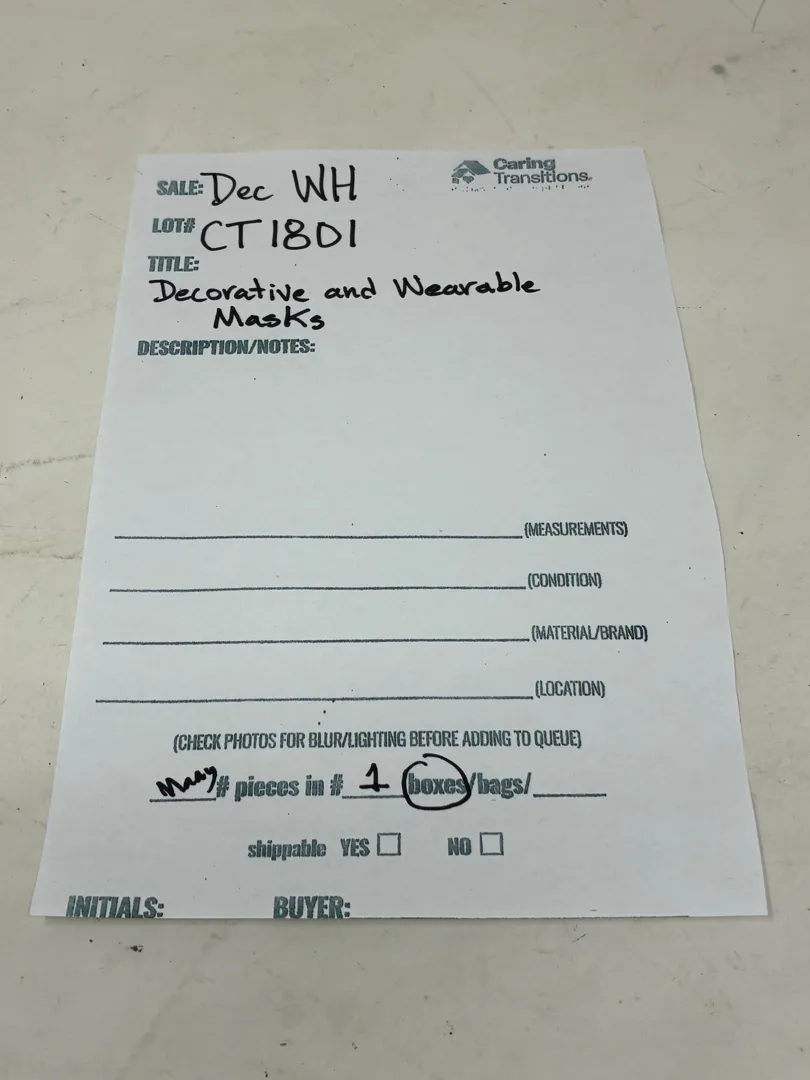 SALE: Dec WH
Caring
Transitions.
LOT# CT1801
TITLE:
Decorative and Wearable
Masks
DESCRIPTION/NOTES:
(MEASUREMENTS)
(CONDITION)
(MATERIAL/BRAND)
(LOCATION)
(CHECK PHOTOS FOR BLUR/LIGHTING BEFORE ADDING TO QUEUE)
Many # pieces in # 1 boxes/bags/
shippable YES NO
INITIALS: BUYER: